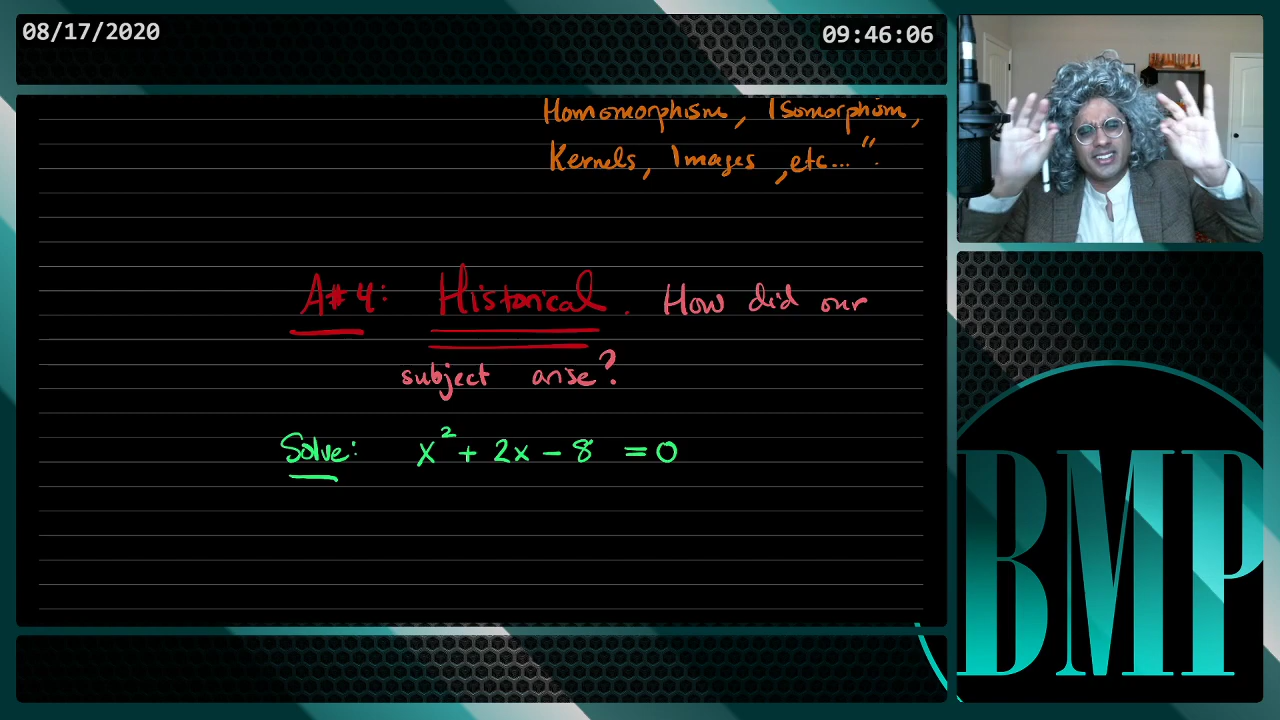 08/17/2020
09:46:06
Homomorphism, Isomorphism,
Kernels, Images, etc... ”.
A#4: Historical. How did our
subject arise?
Solve: x² + 2x - 8 = 0
BMP